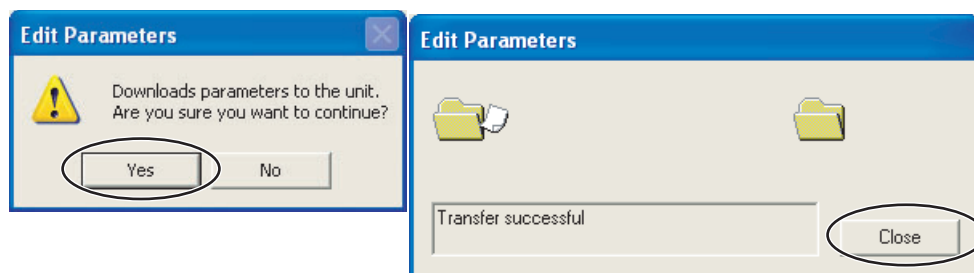 Edit Parameters
Downloads parameters to the unit.
Are you sure you want to continue?
Yes
No
Edit Parameters
Transfer successful
Close